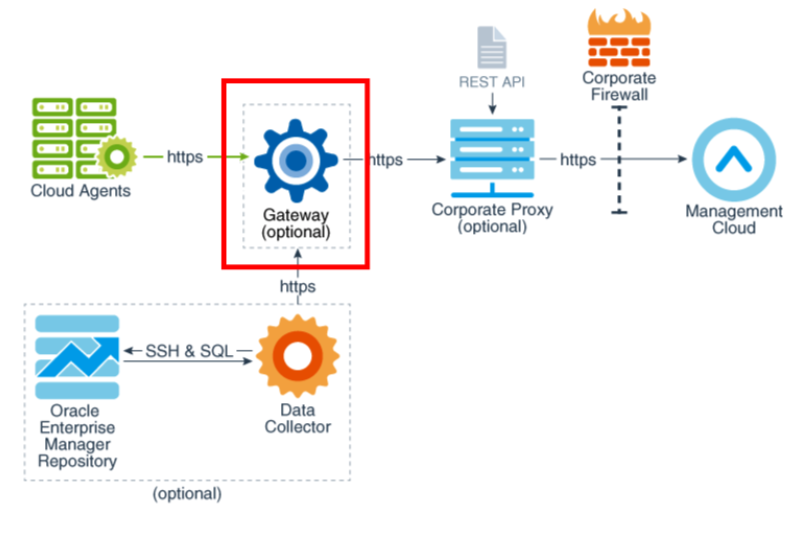 REST API
Corporate
Firewall
https
https
https
Cloud Agents
Gateway
(optional)
Corporate Proxy
(optional)
Management
Cloud
https
SSH & SQL
Oracle
Enterprise
Manager
Repository
Data
Collector
(optional)